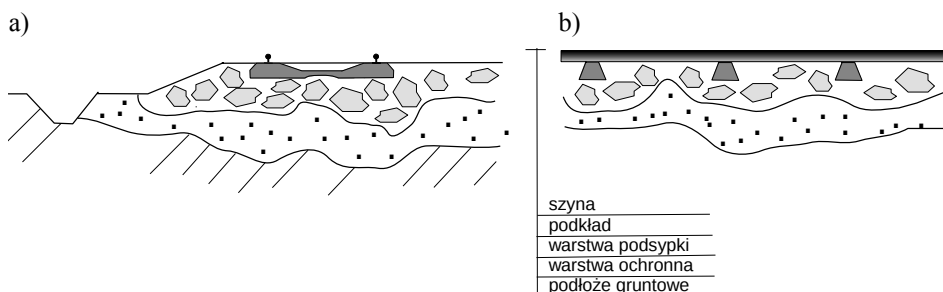 a)
b)
szyna
podkład
warstwa podsypki
warstwa ochronna
podłoże gruntowe